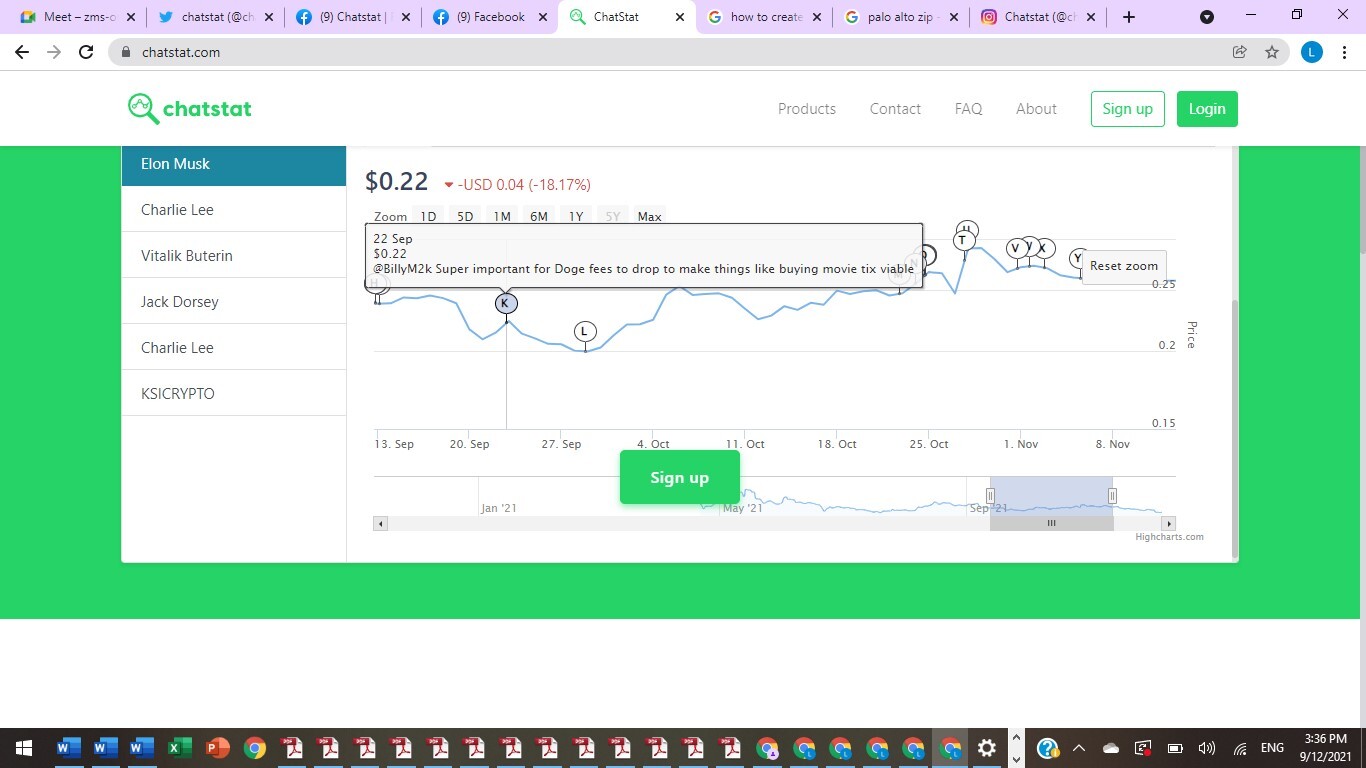 Meet – zms-o
chatstat (@cha
(9) Chatstat |
(9) Facebook
ChatStat
how to create
palo alto zip -
Chatstat (@ch
chatstat.com
L
chatstat
Products
Contact
FAQ
About
Sign up
Login
Elon Musk
Charlie Lee
Vitalik Buterin
Jack Dorsey
Charlie Lee
KSICRYPTO
$0.22
-USD 0.04 (-18.17%)
Zoom 1D 5D 1M 6M 1Y 5Y Max
22 Sep
$0.22
@BillyM2k Super important for Doge fees to drop to make things like buying movie tix viable
K
L
T
V
X
Y
Reset zoom
0.25
0.2
0.15
Price
13. Sep 20. Sep 27. Sep 4. Oct 11. Oct 18. Oct 25. Oct 1. Nov 8. Nov
Sign up
Jan '21 May '21 Sep '21
Highcharts.com
ENG
3:36 PM
9/12/2021